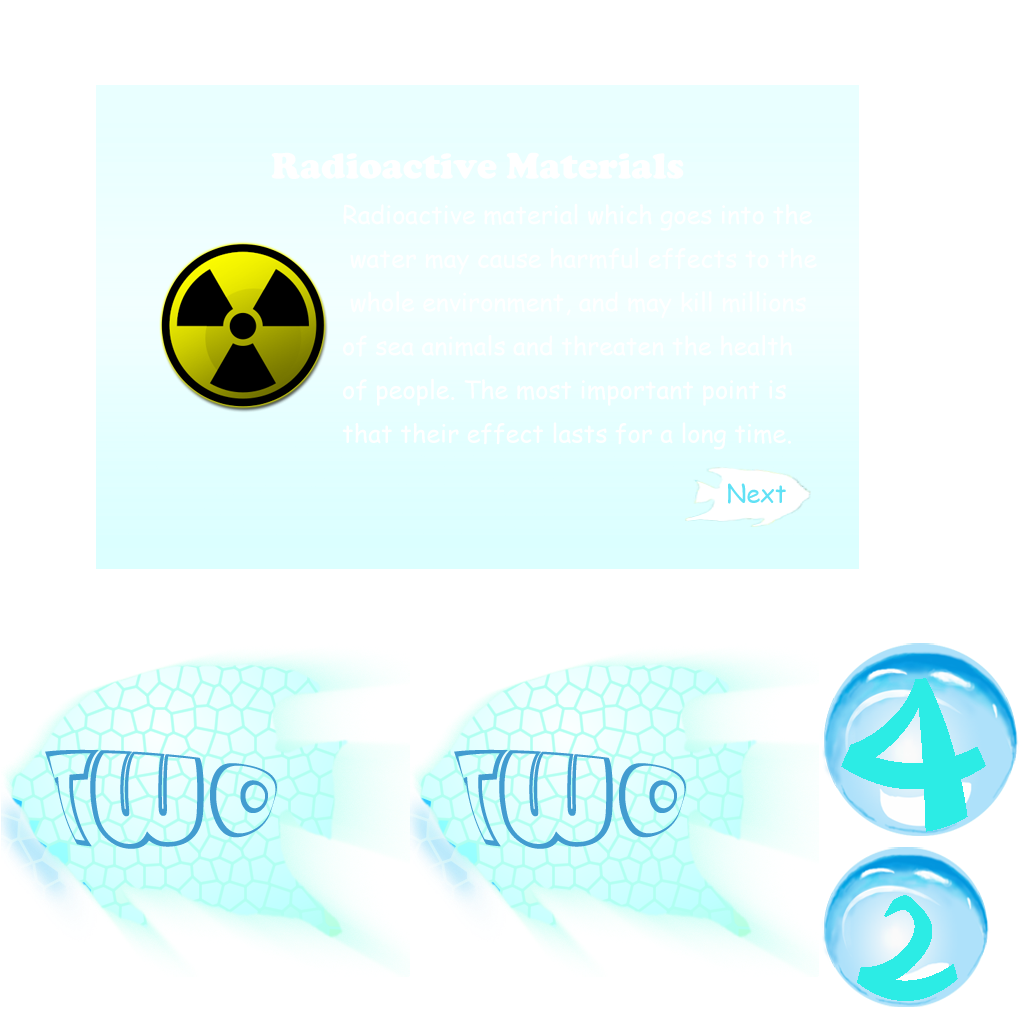 Radioactive Materials
Radioactive material which goes into the
water may cause harmful effects to the
whole environment, and may kill millions
of sea animals and threaten the health
of people. The most important point is
that their effect lasts for a long time.
Next
TWO
TWO
4
2